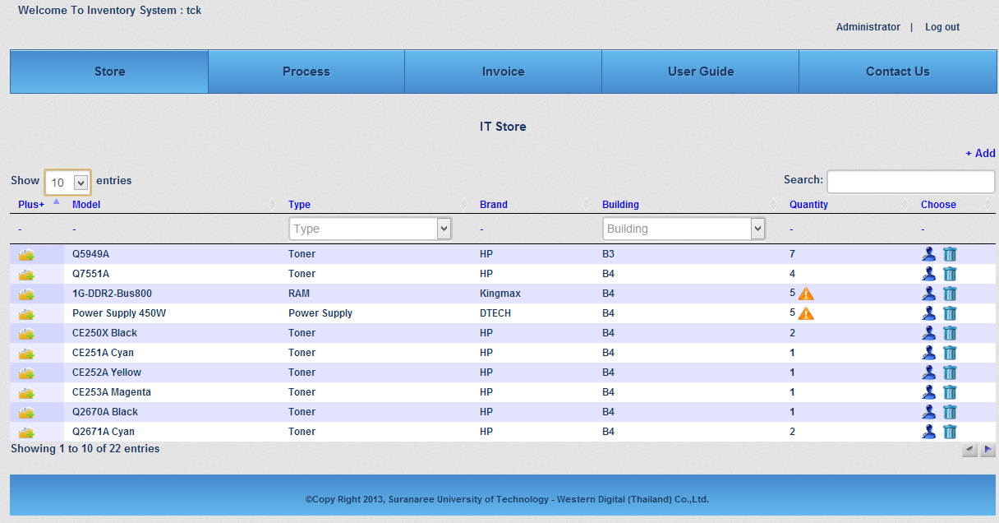 Welcome To Inventory System : tck
Administrator | Log out
Store Process Invoice User Guide Contact Us
IT Store
+ Add
Show 10 entries Search:
Plus+ Model Type Brand Building Quantity Choose
- - Type - Building - -
Q5949A Toner HP B3 7
Q7551A Toner HP B4 4
1G-DDR2-Bus800 RAM Kingmax B4 5
Power Supply 450W Power Supply DTECH B4 5
CE250X Black Toner HP B4 2
CE251A Cyan Toner HP B4 1
CE252A Yellow Toner HP B4 1
CE253A Magenta Toner HP B4 1
Q2670A Black Toner HP B4 1
Q2671A Cyan Toner HP B4 2
Showing 1 to 10 of 22 entries
©Copy Right 2013, Suranaree University of Technology - Western Digital (Thailand) Co.,Ltd.